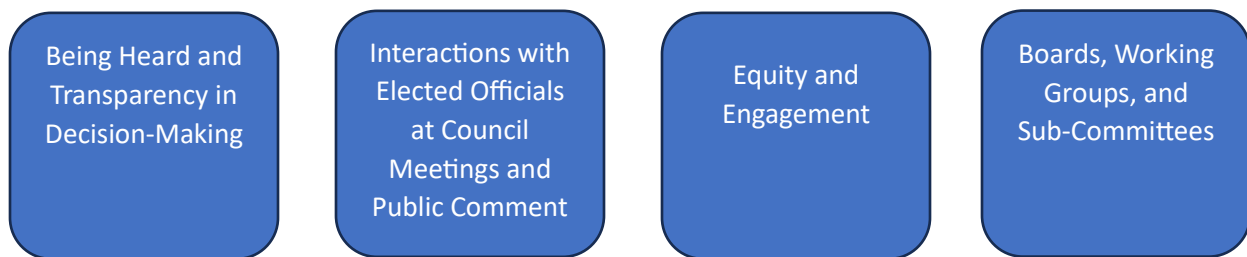 Being Heard and
Transparency in
Decision-Making
Interactions with
Elected Officials
at Council
Meetings and
Public Comment
Equity and
Engagement
Boards, Working
Groups, and
Sub-Committees